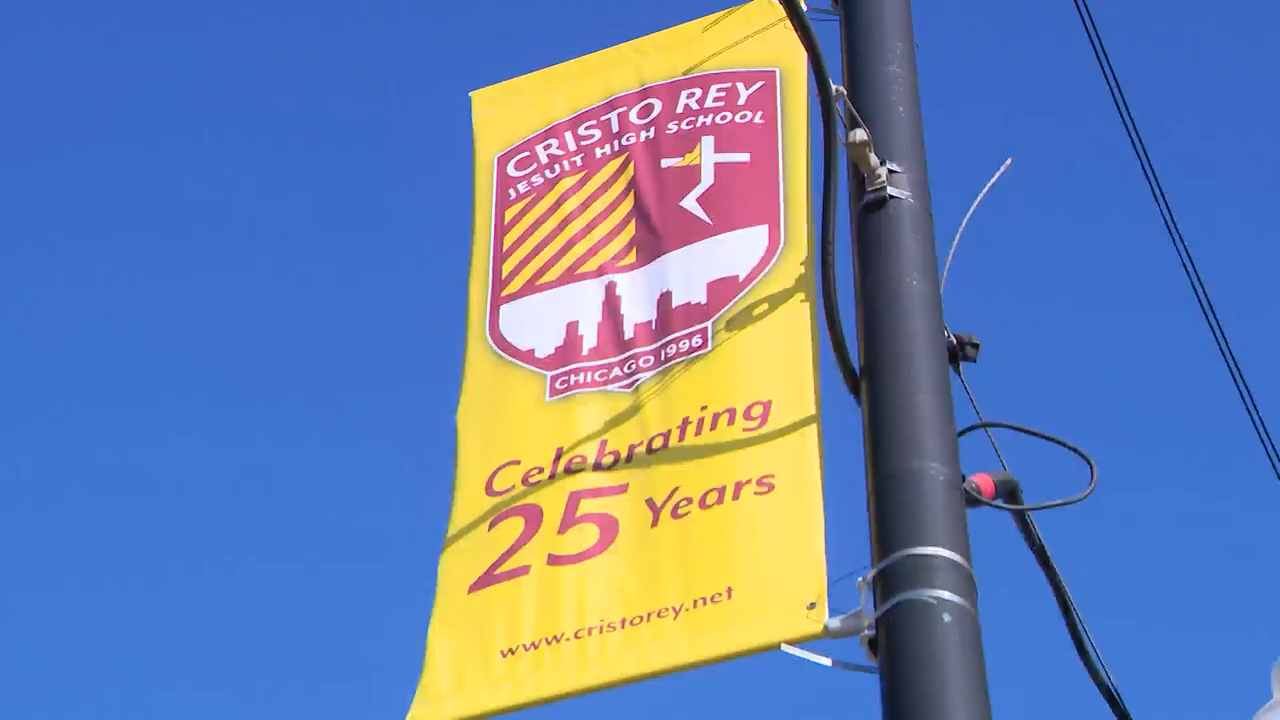 CRISTO REY
JESUIT HIGH SCHOOL
CHICAGO 1996
Celebrating
25 Years
www.cristorey.net